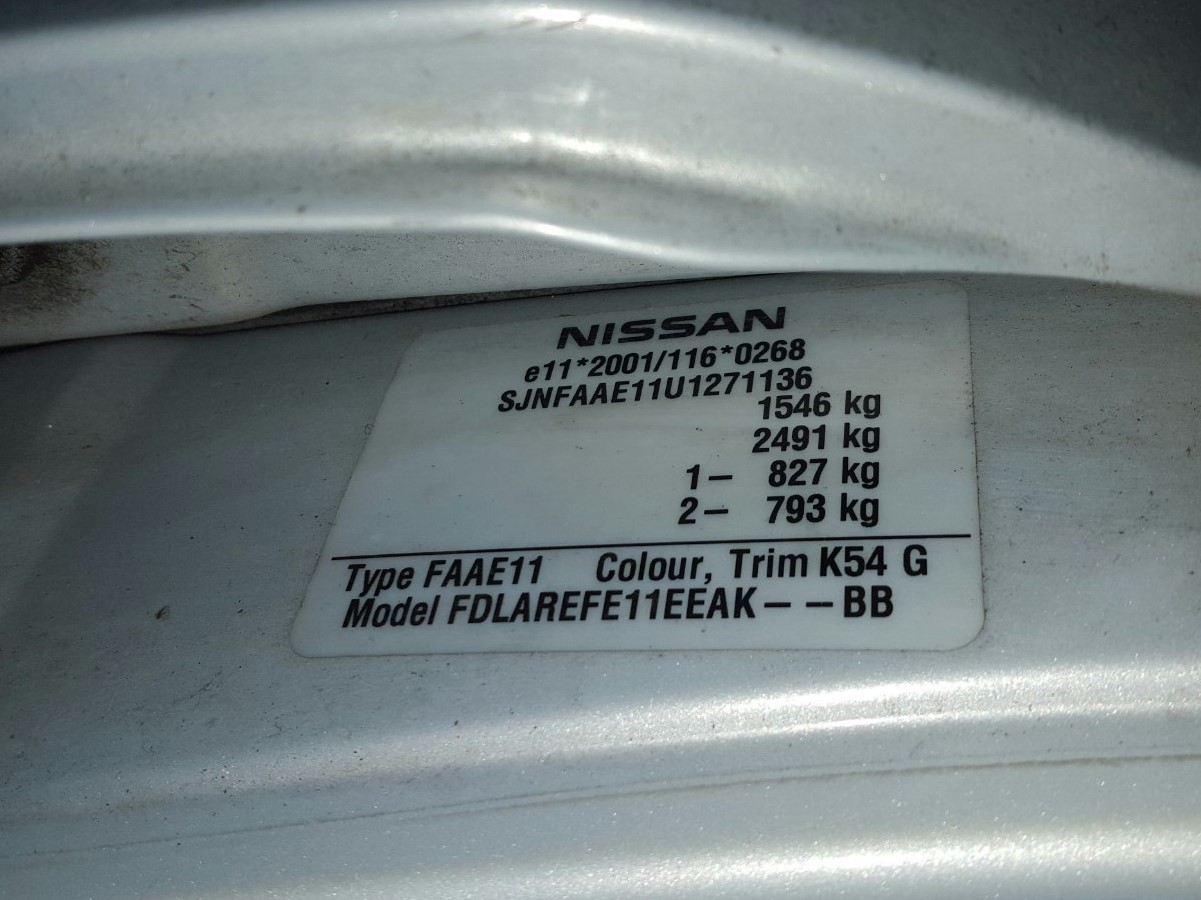 NISSAN
e11*2001/116*0268
SJNFAAE11U1271136
1546 kg
2491 kg
1– 827 kg
2– 793 kg
Type FAAE11 Colour, Trim K54 G
Model FDLAREFE11EEAK – – BB